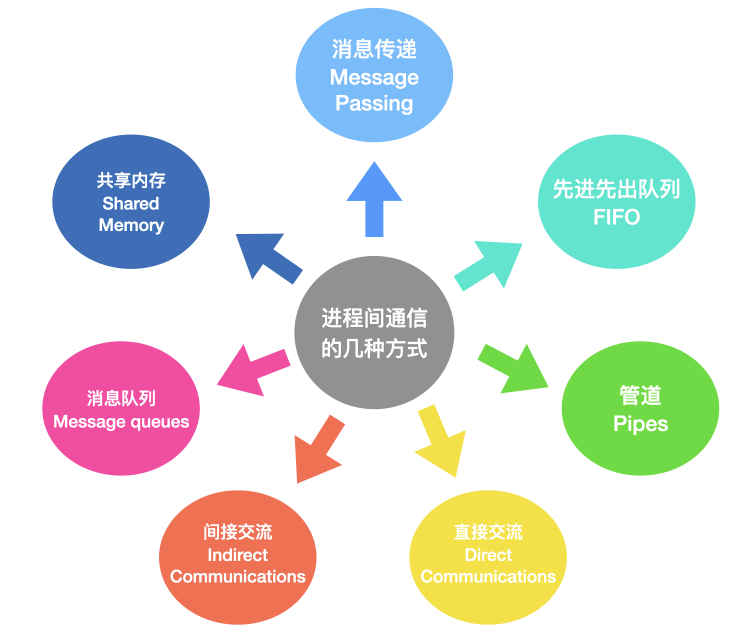 消息传递
Message
Passing
共享内存
Shared
Memory
先进先出队列
FIFO
进程间通信
的几种方式
消息队列
Message queues
管道
Pipes
间接交流
Indirect
Communications
直接交流
Direct
Communications